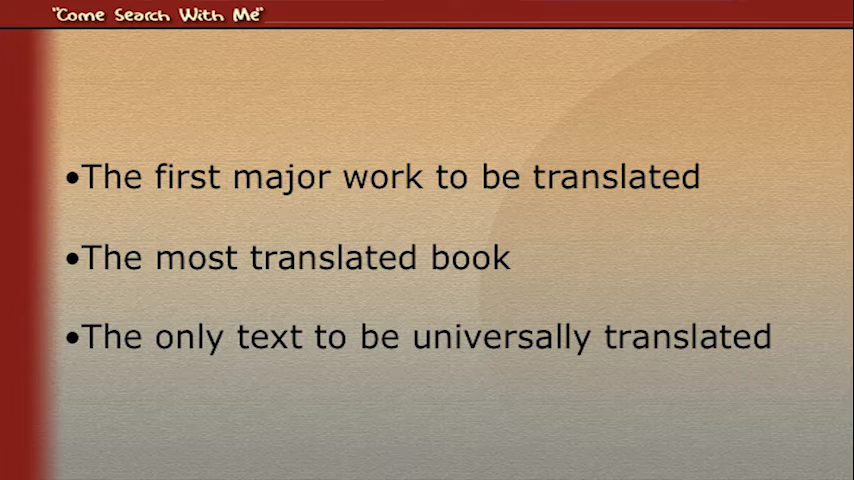 "Come Search With Me"
•The first major work to be translated
•The most translated book
•The only text to be universally translated